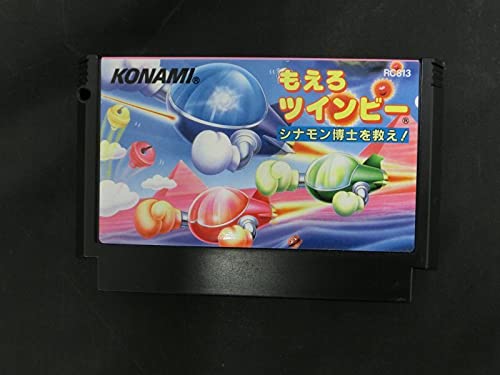 KONAMI®
RC813
もえろ
ツインビー®
シナモン博士を救え!